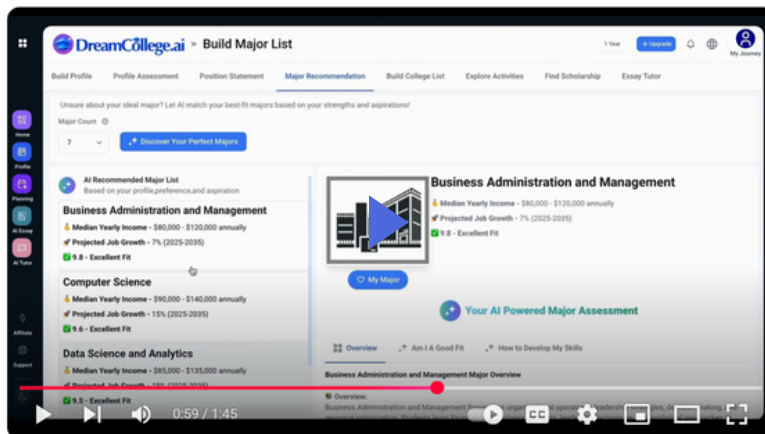 DreamCollege.ai » Build Major List
1 Year
+ Upgrade
My Journey
Build Profile Profile Assessment Position Statement Major Recommendation Build College List Explore Activities Find Scholarship Essay Tutor
Unsure about your ideal major? Let AI match your best-fit majors based on your strengths and aspirations!
Major Count
7
Discover Your Perfect Majors
Home
Profile
Planning
AI Essay
AI Tutor
Affiliate
Support
AI Recommended Major List
Based on your profile,preference,and aspiration
Business Administration and Management
Median Yearly Income - $80,000 - $120,000 annually
Projected Job Growth - 7% (2025-2035)
9.8 - Excellent Fit
Computer Science
Median Yearly Income - $90,000 - $140,000 annually
Projected Job Growth - 15% (2025-2035)
9.6 - Excellent Fit
Data Science and Analytics
Median Yearly Income - $85,000 - $135,000 annually
Projected Job Growth - 18% (2025-2035)
9.5 - Excellent Fit
Business Administration and Management
Median Yearly Income - $80,000 - $120,000 annually
Projected Job Growth - 7% (2025-2035)
9.8 - Excellent Fit
My Major
Your AI Powered Major Assessment
Overview Am I A Good Fit How to Develop My Skills
Business Administration and Management Major Overview
Overview:
0:59 / 1:45
CC